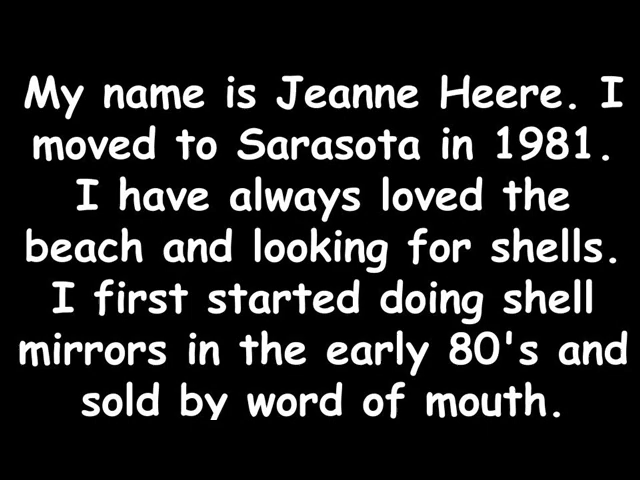 My name is Jeanne Heere. I
moved to Sarasota in 1981.
I have always loved the
beach and looking for shells.
I first started doing shell
mirrors in the early 80's and
sold by word of mouth.